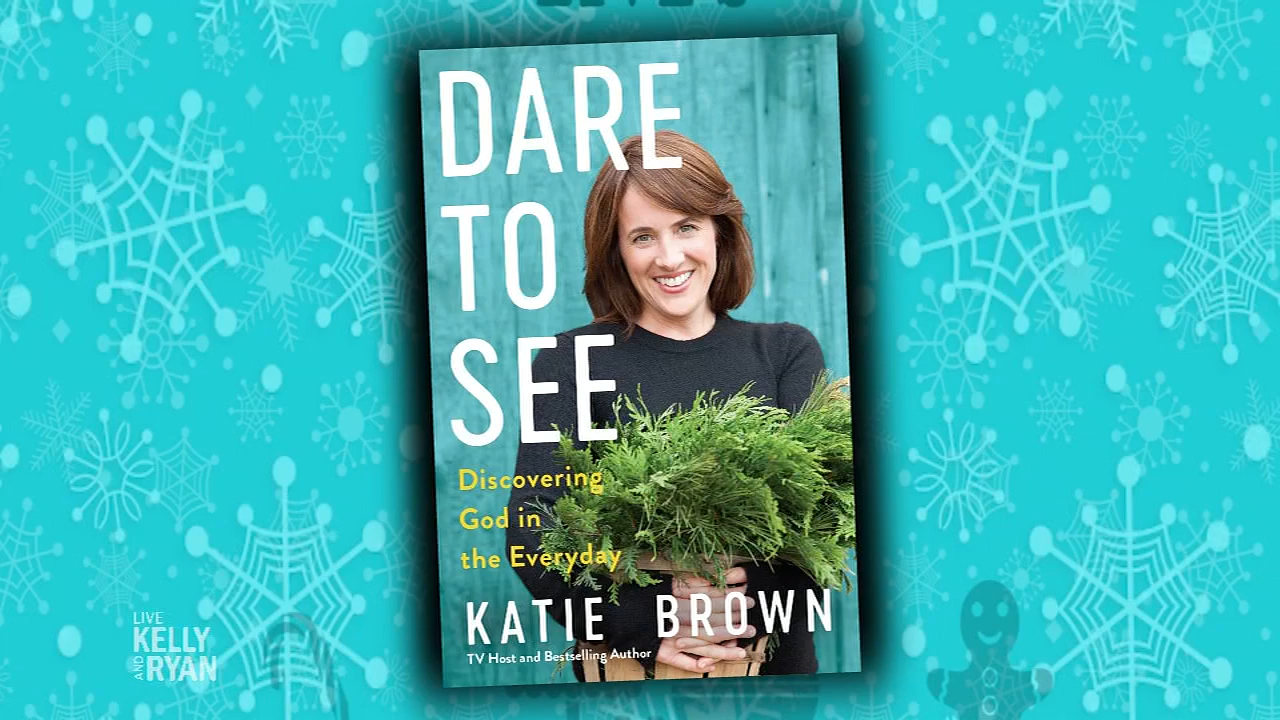 DARE
TO
SEE
Discovering
God in
the Everyday
KATIE BROWN
TV Host and Bestselling Author
LIVE
KELLY
AND RYAN